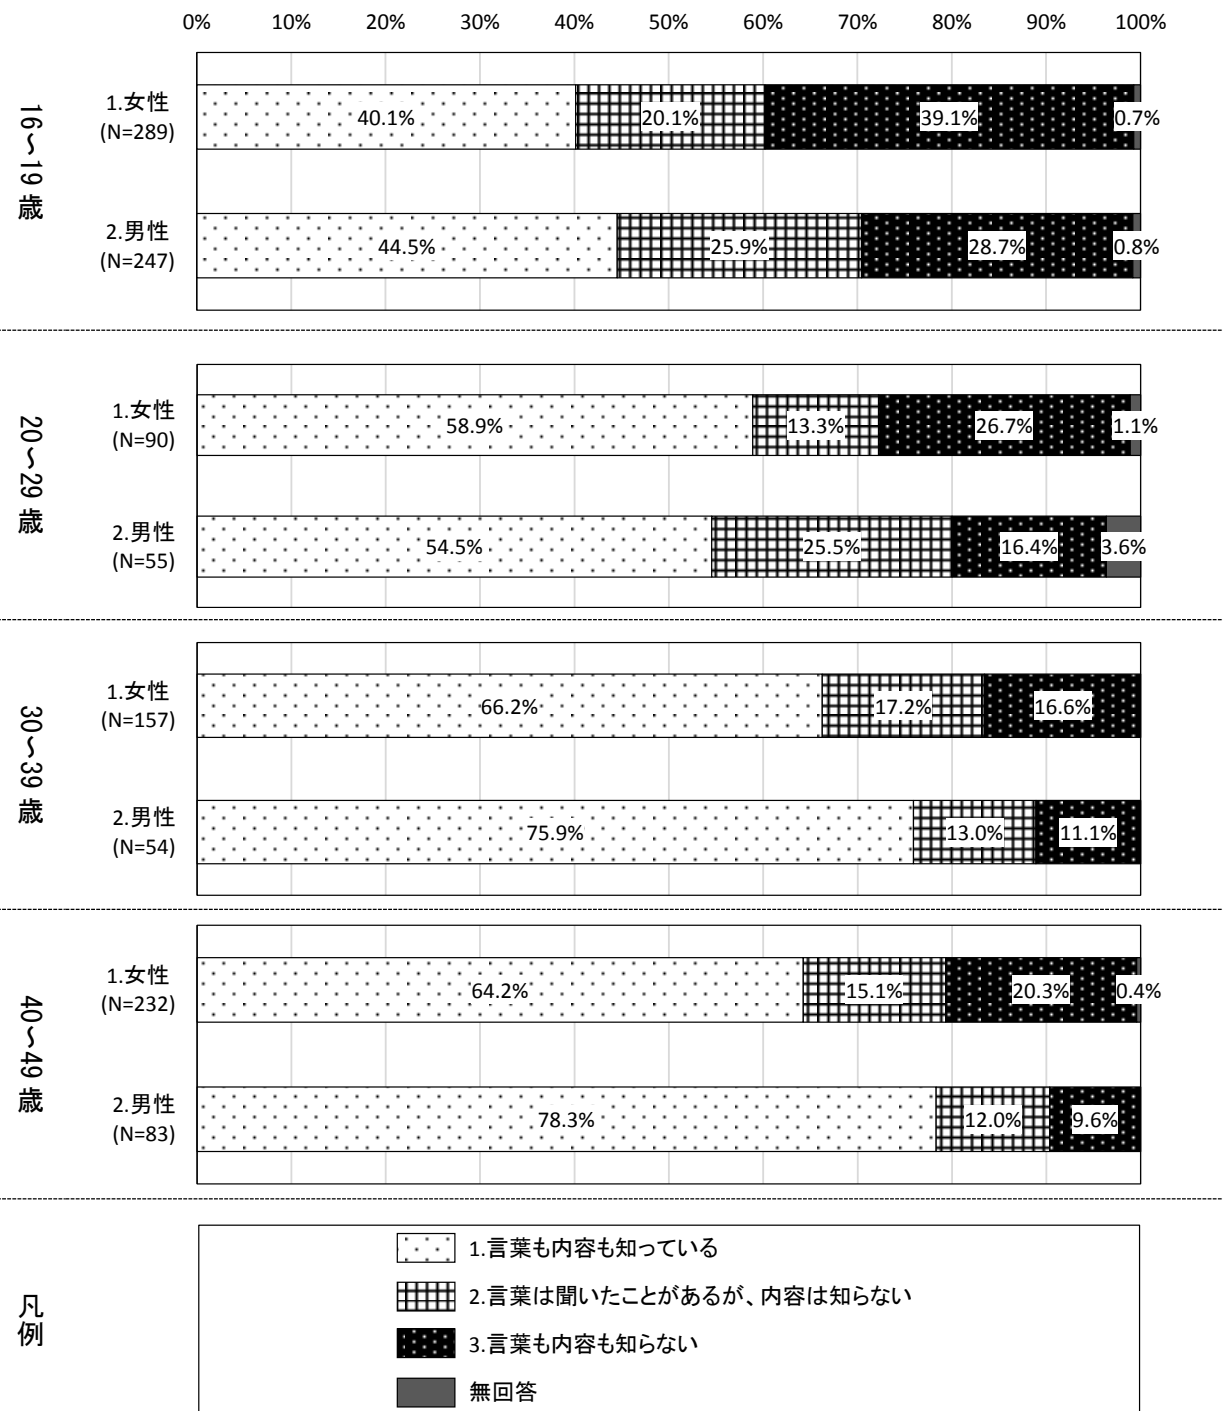 0% 10% 20% 30% 40% 50% 60% 70% 80% 90% 100%
16~19歳
1.女性
(N=289)
40.1% 20.1% 39.1% 0.7%
2.男性
(N=247)
44.5% 25.9% 28.7% 0.8%
20~29歳
1.女性
(N=90)
58.9% 13.3% 26.7% 1.1%
2.男性
(N=55)
54.5% 25.5% 16.4% 3.6%
30~39歳
1.女性
(N=157)
66.2% 17.2% 16.6%
2.男性
(N=54)
75.9% 13.0% 11.1%
40~49歳
1.女性
(N=232)
64.2% 15.1% 20.3% 0.4%
2.男性
(N=83)
78.3% 12.0% 9.6%
凡例
1.言葉も内容も知っている
2.言葉は聞いたことがあるが、内容は知らない
3.言葉も内容も知らない
無回答